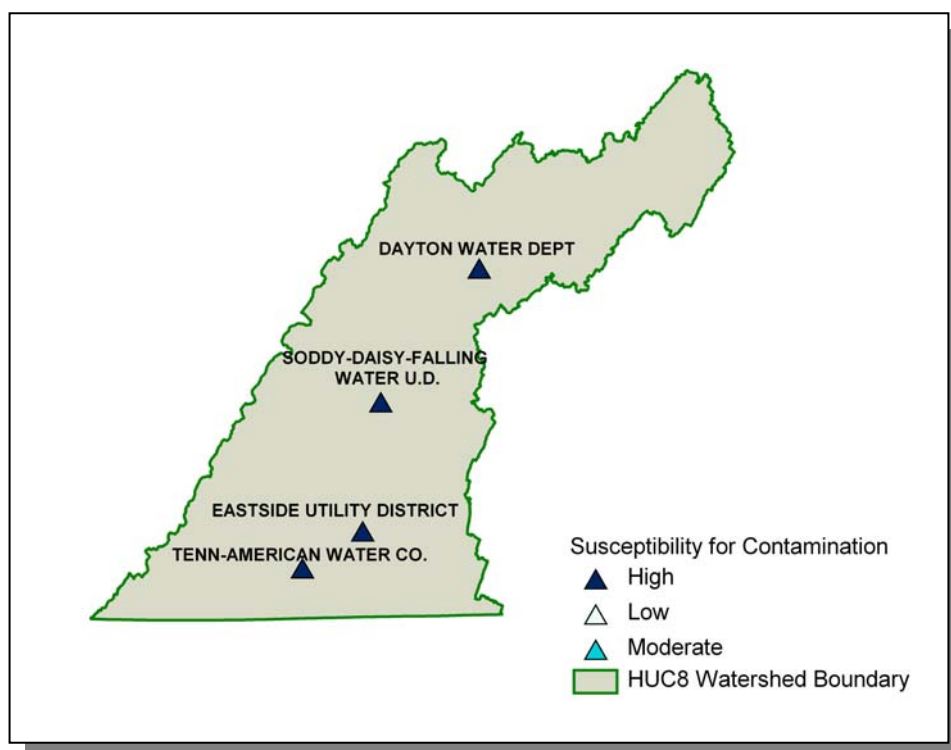 DAYTON WATER DEPT
SODDY-DAISY-FALLING
WATER U.D.
EASTSIDE UTILITY DISTRICT
TENN-AMERICAN WATER CO.
Susceptibility for Contamination
High
Low
Moderate
HUC8 Watershed Boundary